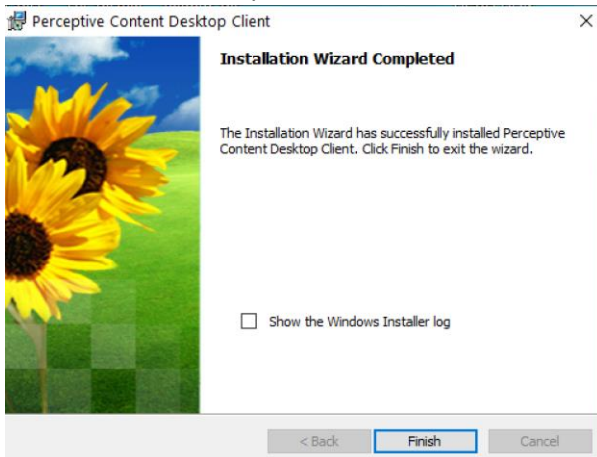 Perceptive Content Desktop Client
Installation Wizard Completed
The Installation Wizard has successfully installed Perceptive
Content Desktop Client. Click Finish to exit the wizard.
Show the Windows Installer log
< Back Finish Cancel